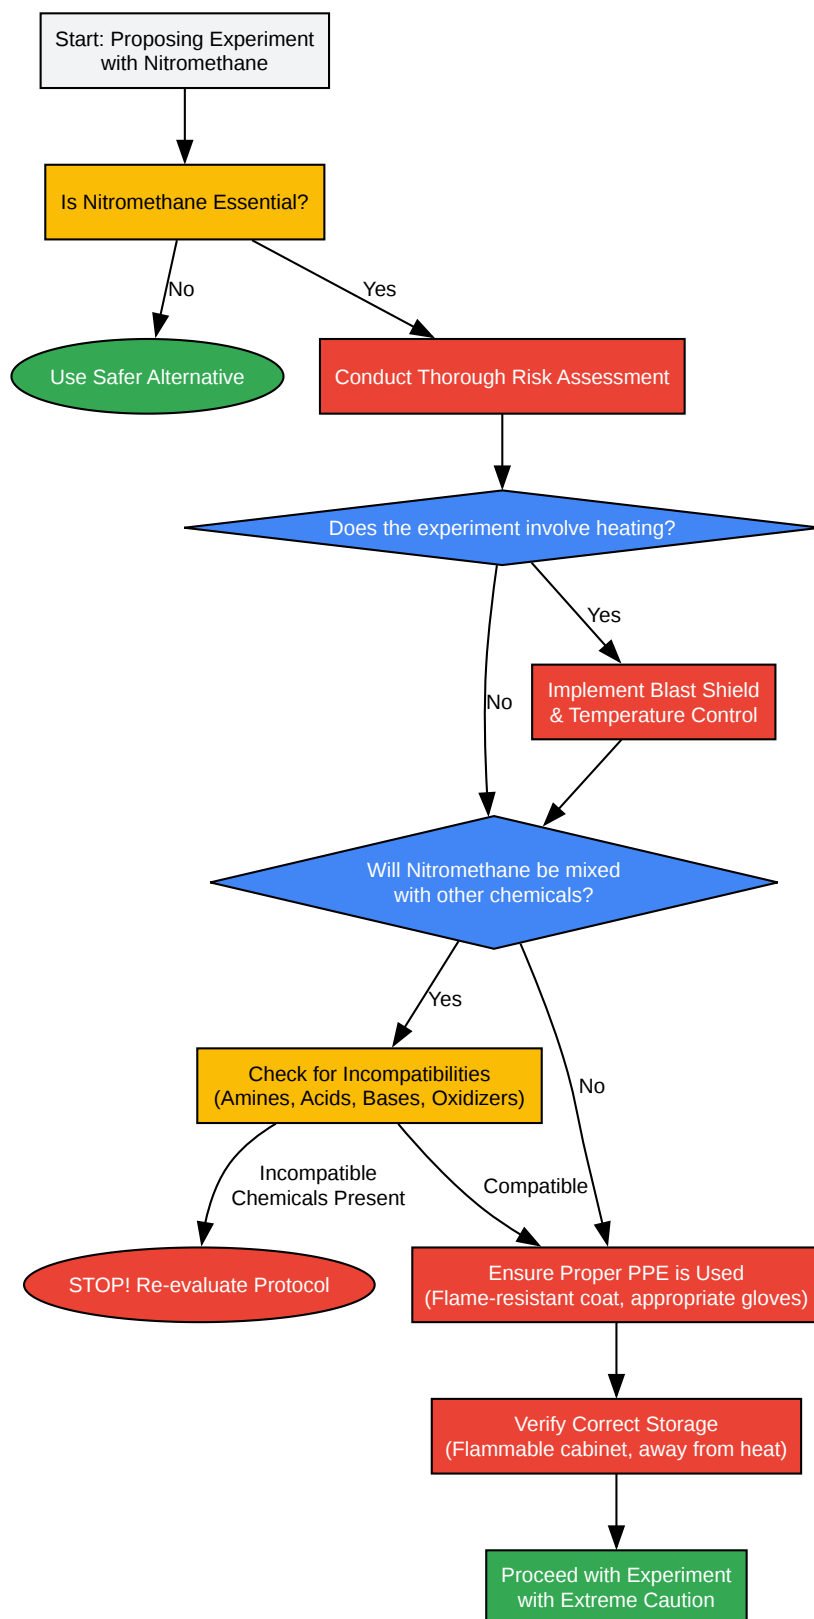 Start: Proposing Experiment
with Nitromethane
Is Nitromethane Essential?
No
Yes
Use Safer Alternative
Conduct Thorough Risk Assessment
Does the experiment involve heating?
Yes
No
Implement Blast Shield
& Temperature Control
Will Nitromethane be mixed
with other chemicals?
Yes
No
Check for Incompatibilities
(Amines, Acids, Bases, Oxidizers)
Incompatible
Chemicals Present
Compatible
STOP! Re-evaluate Protocol
Ensure Proper PPE is Used
(Flame-resistant coat, appropriate gloves)
Verify Correct Storage
(Flammable cabinet, away from heat)
Proceed with Experiment
with Extreme Caution